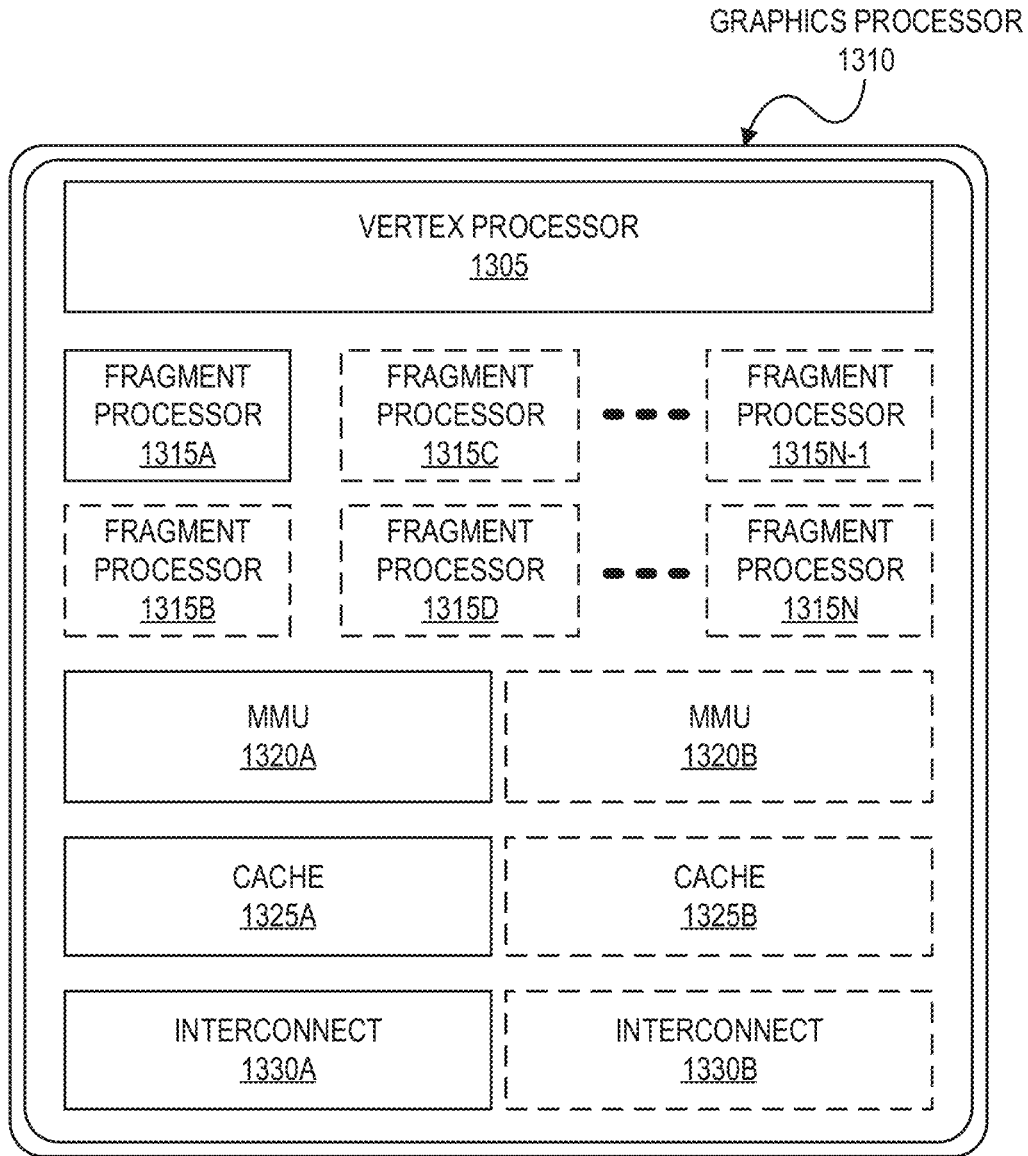 GRAPHICS PROCESSOR
1310
VERTEX PROCESSOR
1305
FRAGMENT
PROCESSOR
1315A
FRAGMENT
PROCESSOR
1315C
FRAGMENT
PROCESSOR
1315N-1
FRAGMENT
PROCESSOR
1315B
FRAGMENT
PROCESSOR
1315D
FRAGMENT
PROCESSOR
1315N
MMU
1320A
MMU
1320B
CACHE
1325A
CACHE
1325B
INTERCONNECT
1330A
INTERCONNECT
1330B